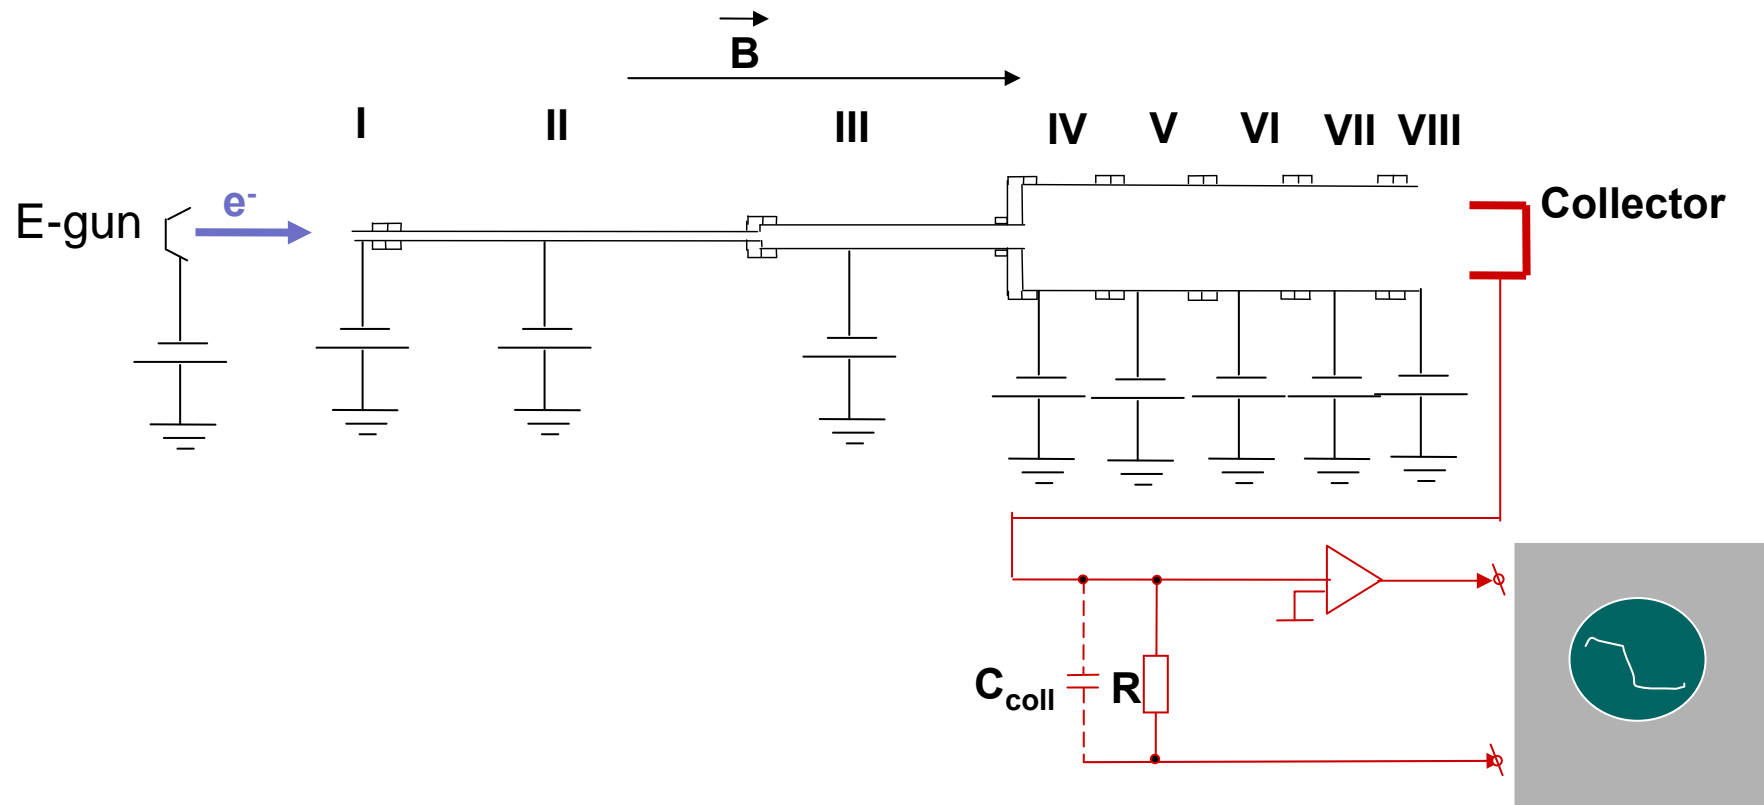 B
I II III IV V VI VII VIII
E-gun e- Collector
Ccoll R